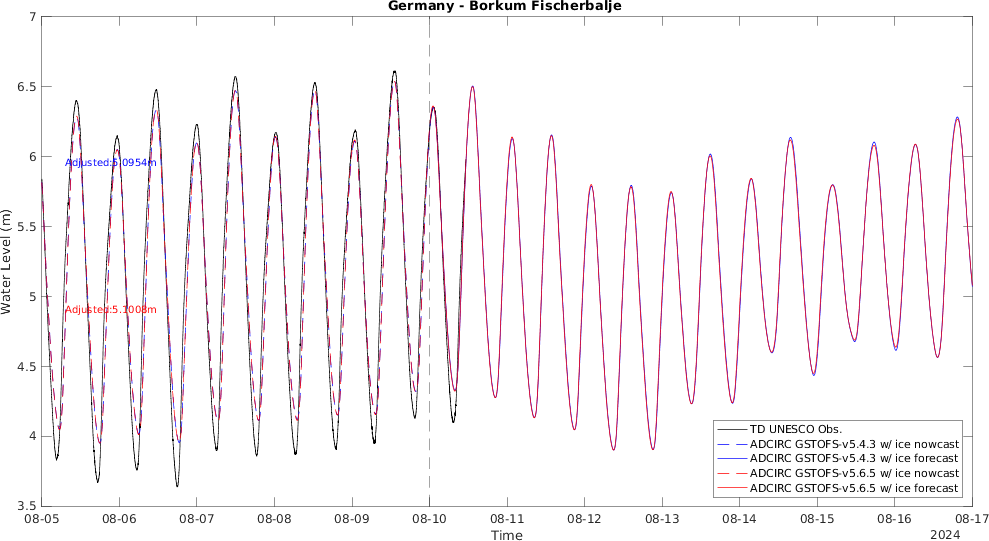 Germany - Borkum Fischerbalje
7
6.5
6
5.5
5
4.5
4
3.5
Water Level (m)
Adjusted:5.0954m
Adjusted:5.1008m
TD UNESCO Obs.
ADCIRC GSTOFS-v5.4.3 w/ ice nowcast
ADCIRC GSTOFS-v5.4.3 w/ ice forecast
ADCIRC GSTOFS-v5.6.5 w/ ice nowcast
ADCIRC GSTOFS-v5.6.5 w/ ice forecast
08-05 08-06 08-07 08-08 08-09 08-10 08-11 08-12 08-13 08-14 08-15 08-16 08-17
Time
2024